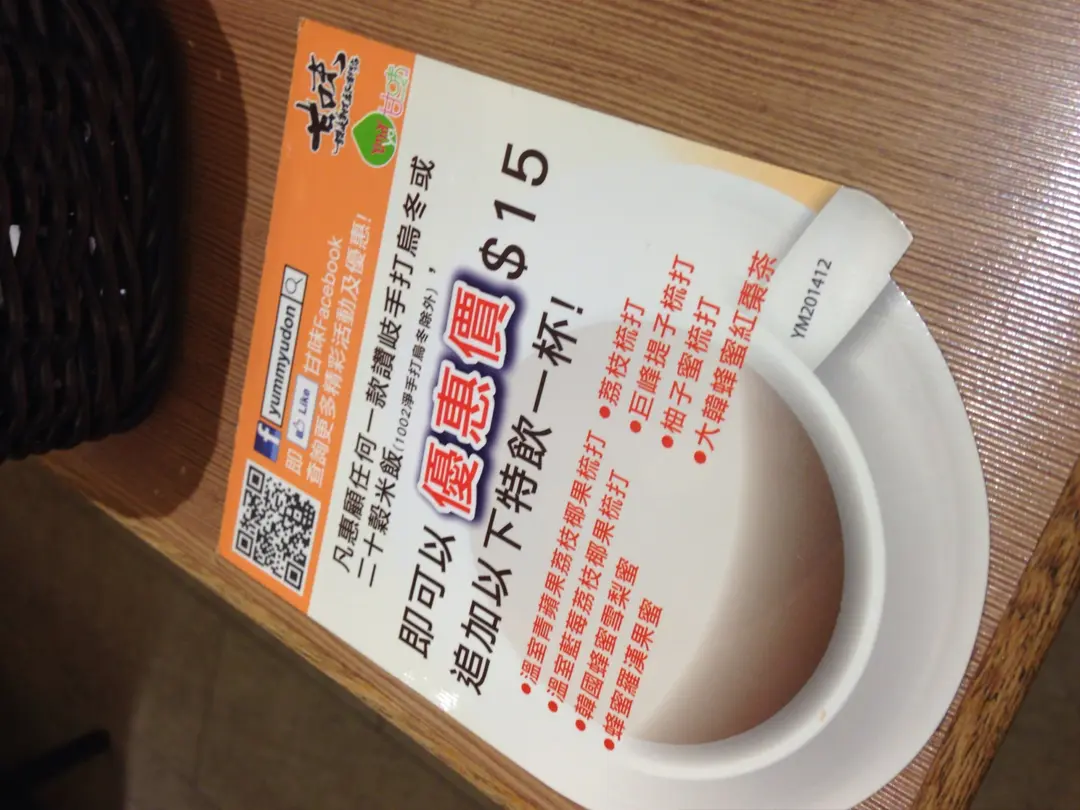 甘味
甘味
yummyudon
即 Like 甘味Facebook
查詢更多精彩活動及優惠!
凡惠顧任何一款讚岐手打烏冬或
二十穀米飯(1002淨手打烏冬除外),
即可以優惠價$15
追加以下特飲一杯!
●溫室青蘋果荔枝椰果梳打
●溫室藍莓荔枝椰果梳打
●韓國蜂蜜雪梨蜜
●蜂蜜羅漢果蜜
●荔枝梳打
●巨峰提子梳打
●柚子蜜梳打
●大韓蜂蜜紅棗茶
YM201412